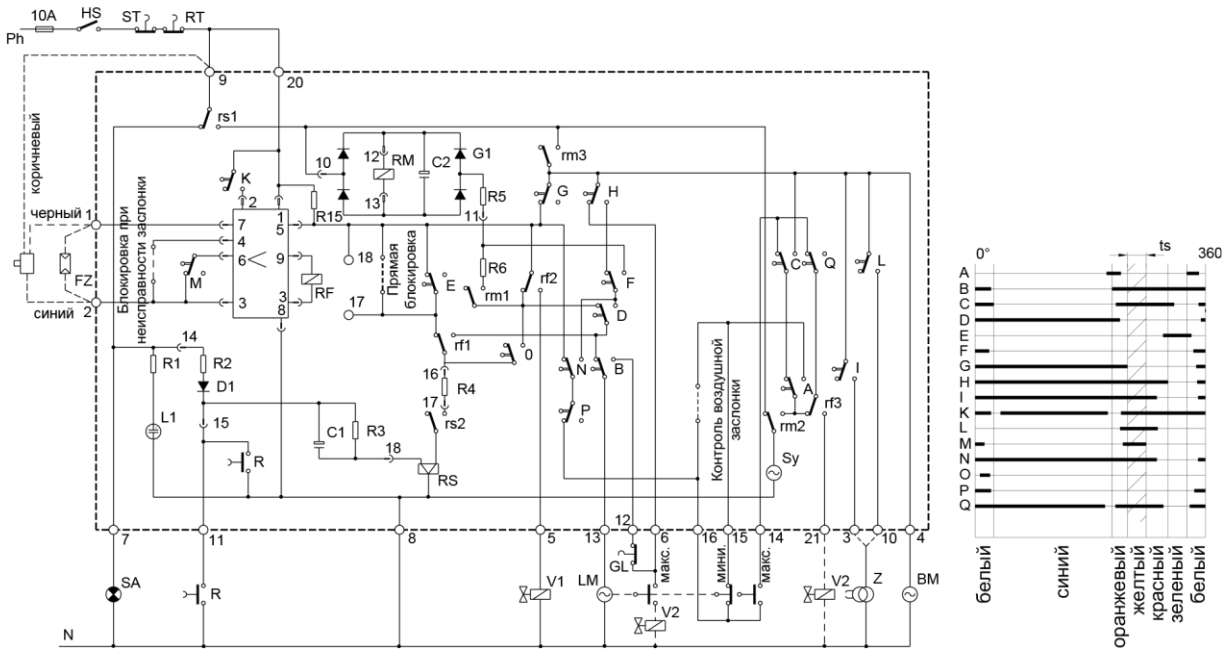 10A
HS
ST
RT
Ph
9
20
коричневый
черный
1
FZ
синий
2
Блокировка при
неисправности заслонки
rs1
K
2
7
4
6
3
1
5
9
3
8
M
RF
R15
10
12
RM
13
C2
G1
R5
11
R6
18
17
Прямая
блокировка
E
rm1
rf2
rf1
rm3
G
H
F
D
0
N
B
P
C
Q
L
I
A
rm2
rf3
Sy
Контроль воздушной
заслонки
14
R1
R2
D1
L1
15
R
C1
R3
18
16
R4
17
rs2
RS
7
11
8
5
13
12
6
16
15
14
21
3
10
4
GL
макс.
мини.
макс.
SA
R
V1
LM
V2
V2
Z
BM
N
0°
ts
360
A
B
C
D
E
F
G
H
I
K
L
M
N
O
P
Q
белый
синий
оранжевый
желтый
красный
зеленый
белый